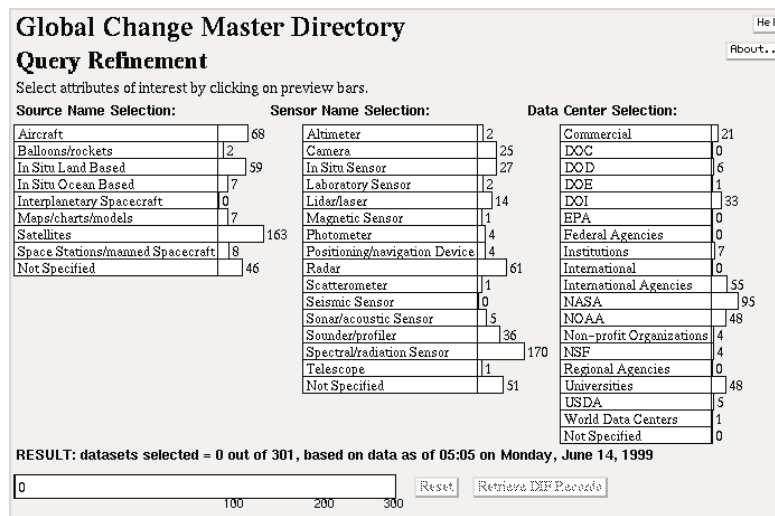 Global Change Master Directory
Query Refinement
Select attributes of interest by clicking on preview bars.
Hel
About..
Source Name Selection:
Aircraft 68
Balloons/rockets 2
In Situ Land Based 59
In Situ Ocean Based 7
Interplanetary Spacecraft 0
Maps/charts/models 7
Satellites 163
Space Stations/manned Spacecraft 8
Not Specified 46
Sensor Name Selection:
Altimeter 2
Camera 25
In Situ Sensor 27
Laboratory Sensor 2
Lidar/laser 14
Magnetic Sensor 1
Photometer 4
Positioning/navigation Device 4
Radar 61
Scatterometer 1
Seismic Sensor 0
Sonar/acoustic Sensor 5
Sounder/profiler 36
Spectral/radiation Sensor 170
Telescope 1
Not Specified 51
Data Center Selection:
Commercial 21
DOC 0
DOD 6
DOE 1
DOI 33
EPA 0
Federal Agencies 0
Institutions 7
International 0
International Agencies 55
NASA 95
NOAA 48
Non-profit Organizations 4
NSF 4
Regional Agencies 0
Universities 48
USDA 5
World Data Centers 1
Not Specified 0
RESULT: datasets selected = 0 out of 301, based on data as of 05:05 on Monday, June 14, 1999
0
100 200 300
Reset
Retrieve DIF Records